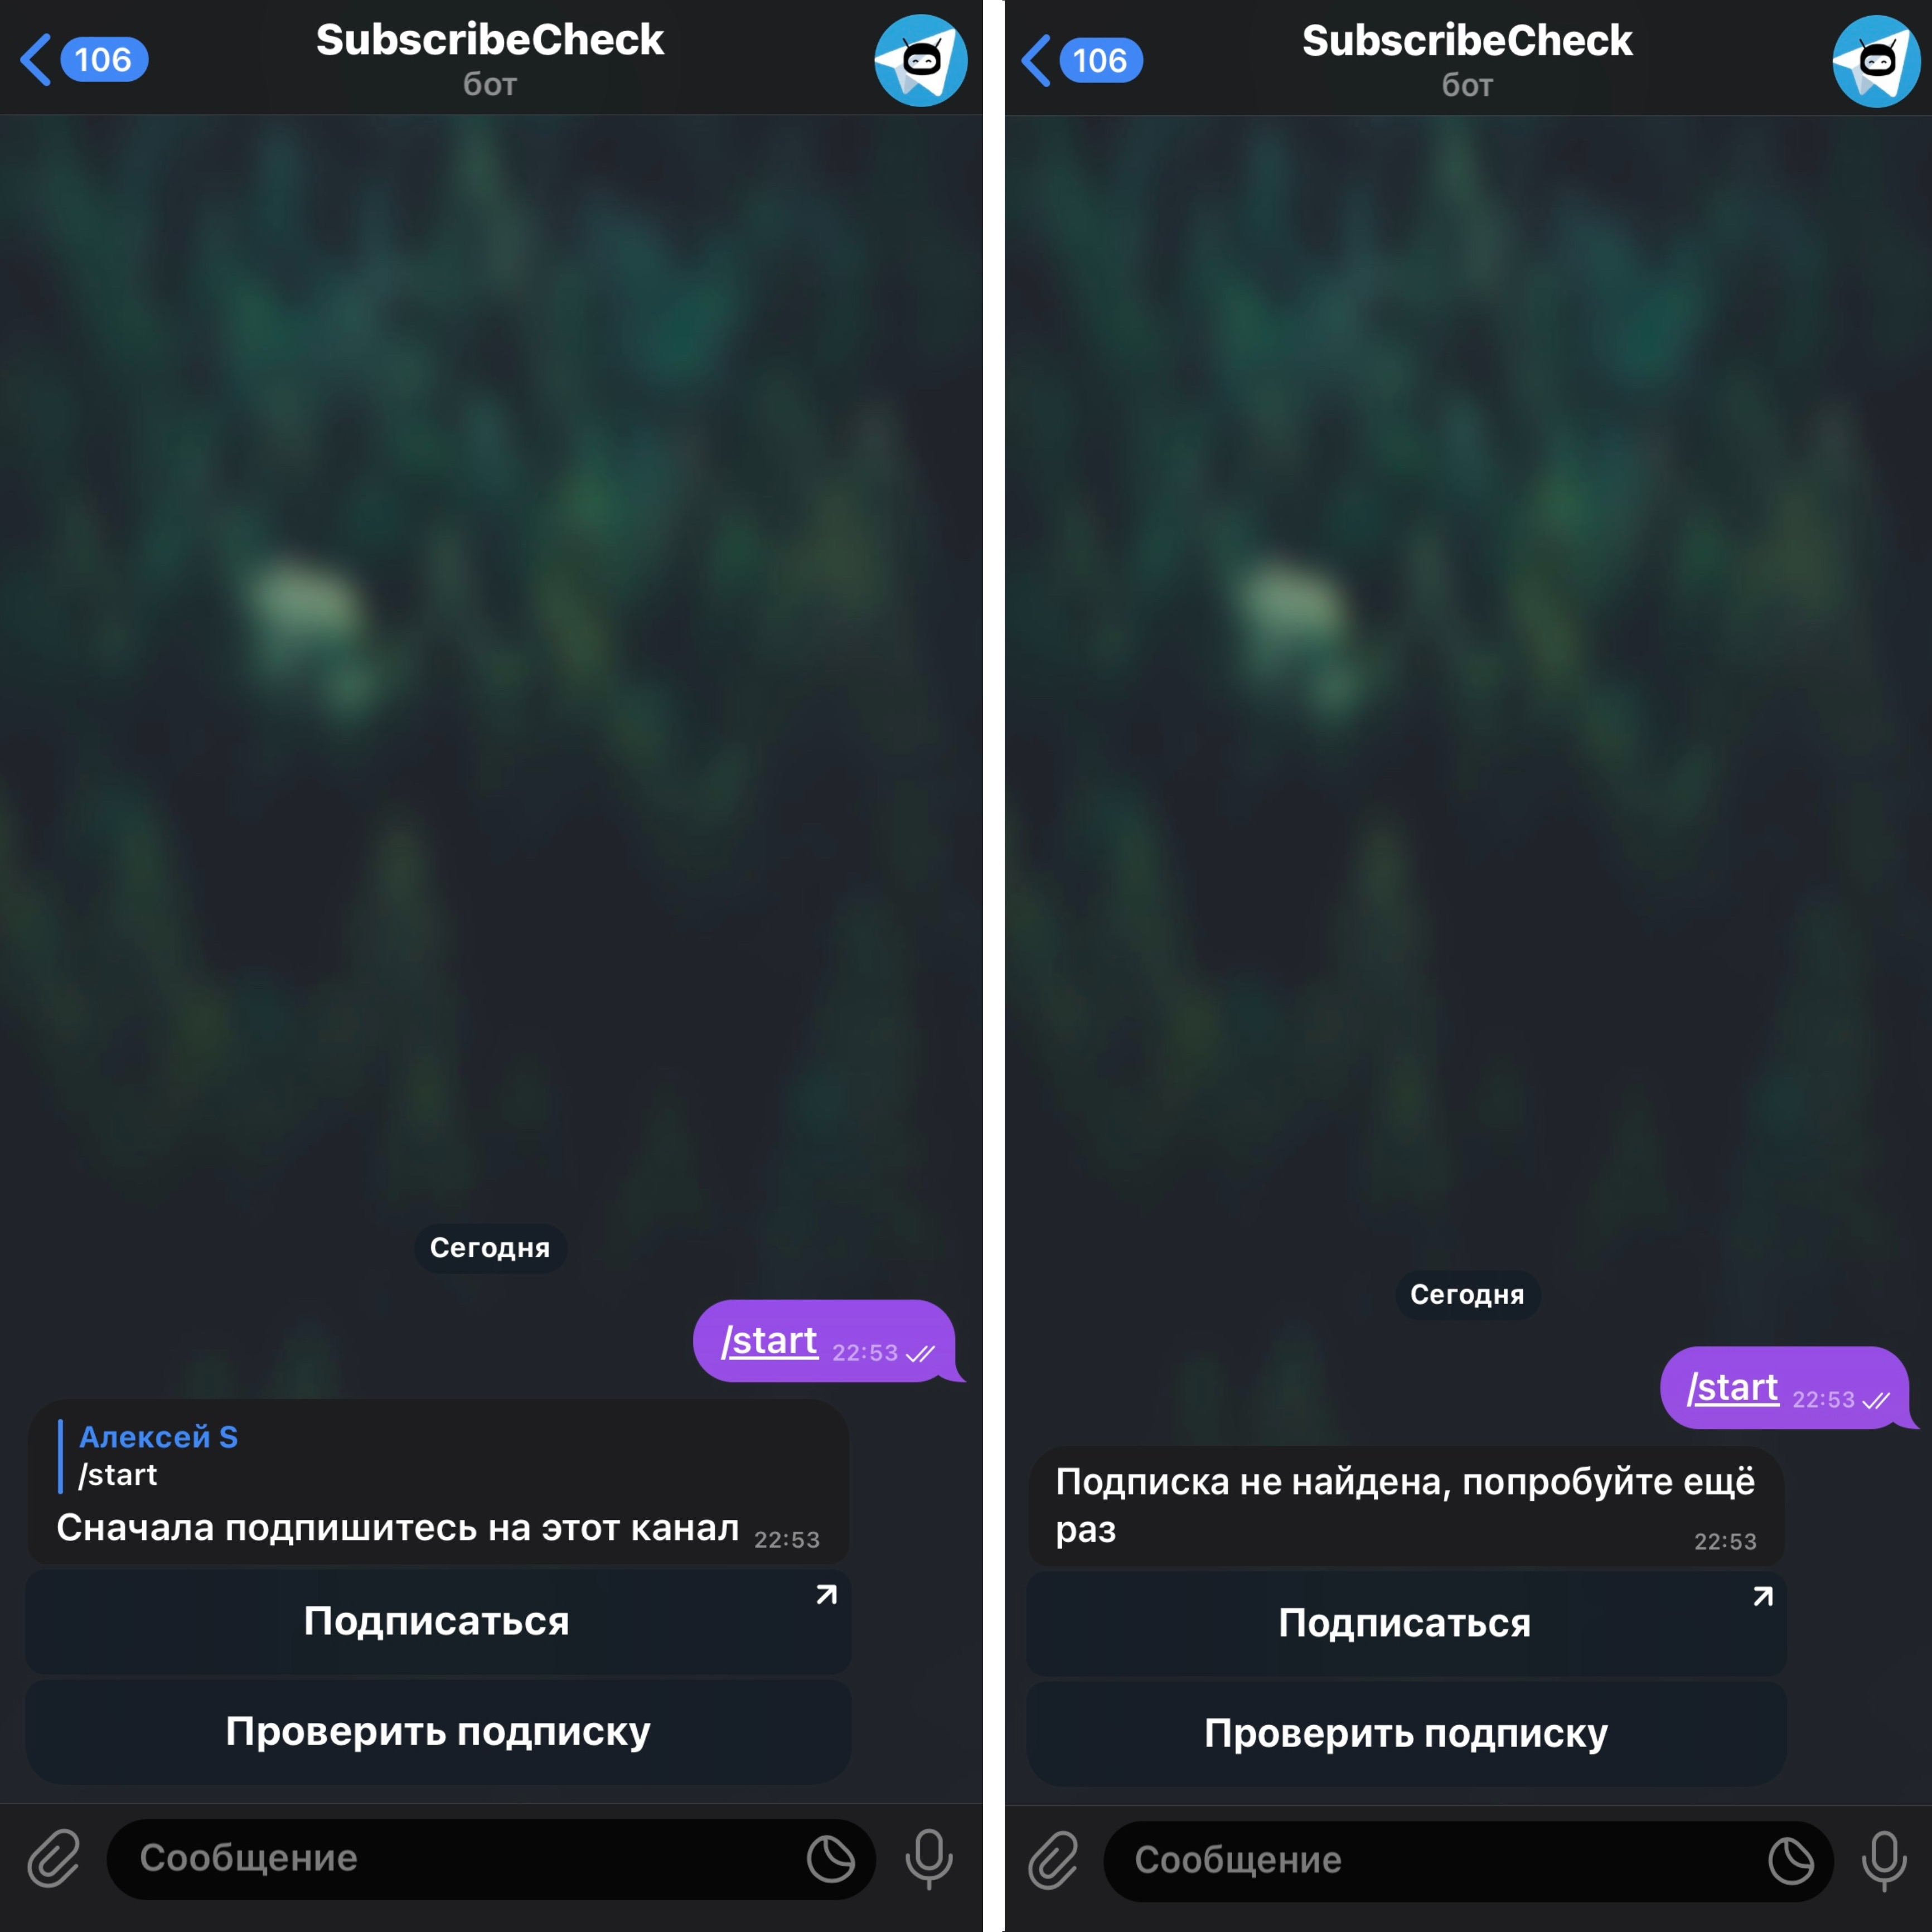 106
SubscribeCheck
бот
Сегодня
/start 22:53
Алексей S
/start
Сначала подпишитесь на этот канал 22:53
Подписаться
Проверить подписку
Сообщение
106
SubscribeCheck
бот
Сегодня
/start 22:53
Подписка не найдена, попробуйте ещё
раз 22:53
Подписаться
Проверить подписку
Сообщение